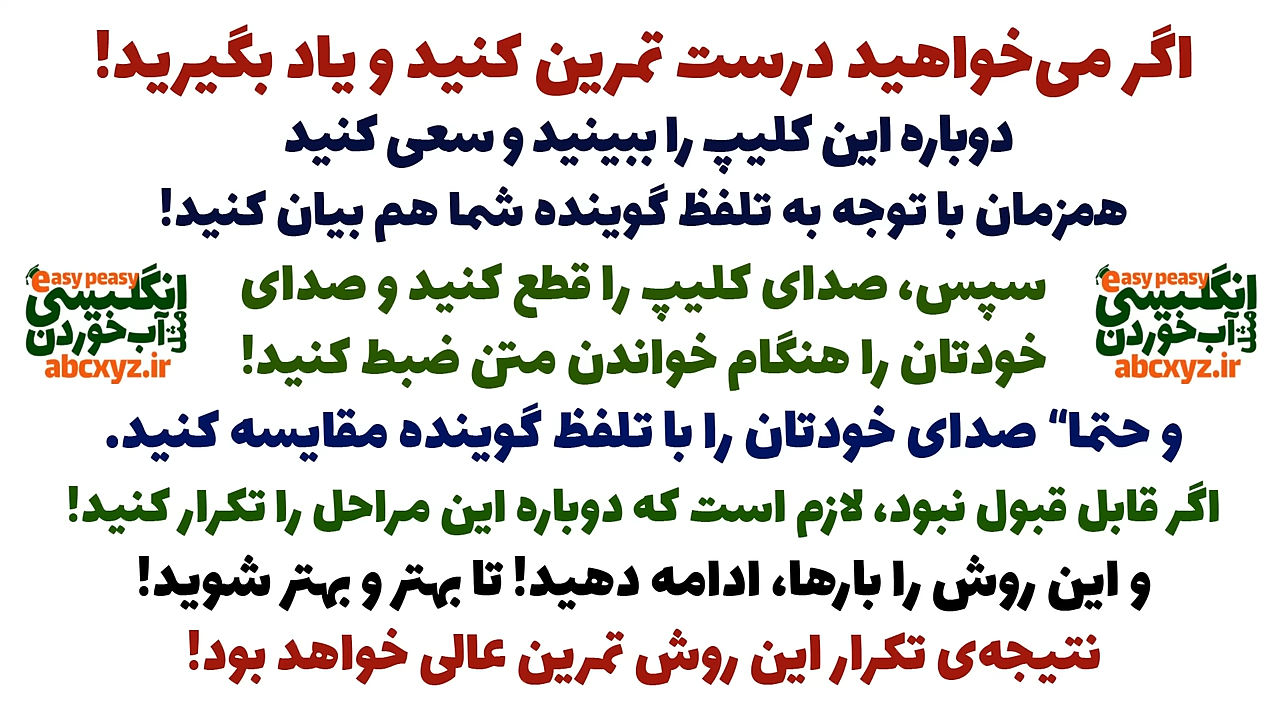 اگر می‌خواهید درست تمرین کنید و یاد بگیرید!
دوباره این کلیپ را ببینید و سعی کنید
همزمان با توجه به تلفظ گوینده شما هم بیان کنید!
سپس، صدای کلیپ را قطع کنید و صدای
خودتان را هنگام خواندن متن ضبط کنید!
easy peasy
انگلیسی
مثل
آب خوردن
abcxyz.ir
easy peasy
انگلیسی
مثل
آب خوردن
abcxyz.ir
و حتما“ صدای خودتان را با تلفظ گوینده مقایسه کنید.
اگر قابل قبول نبود، لازم است که دوباره این مراحل را تکرار کنید!
و این روش را بارها، ادامه دهید! تا بهتر و بهتر شوید!
نتیجه‌ی تکرار این روش تمرین عالی خواهد بود!